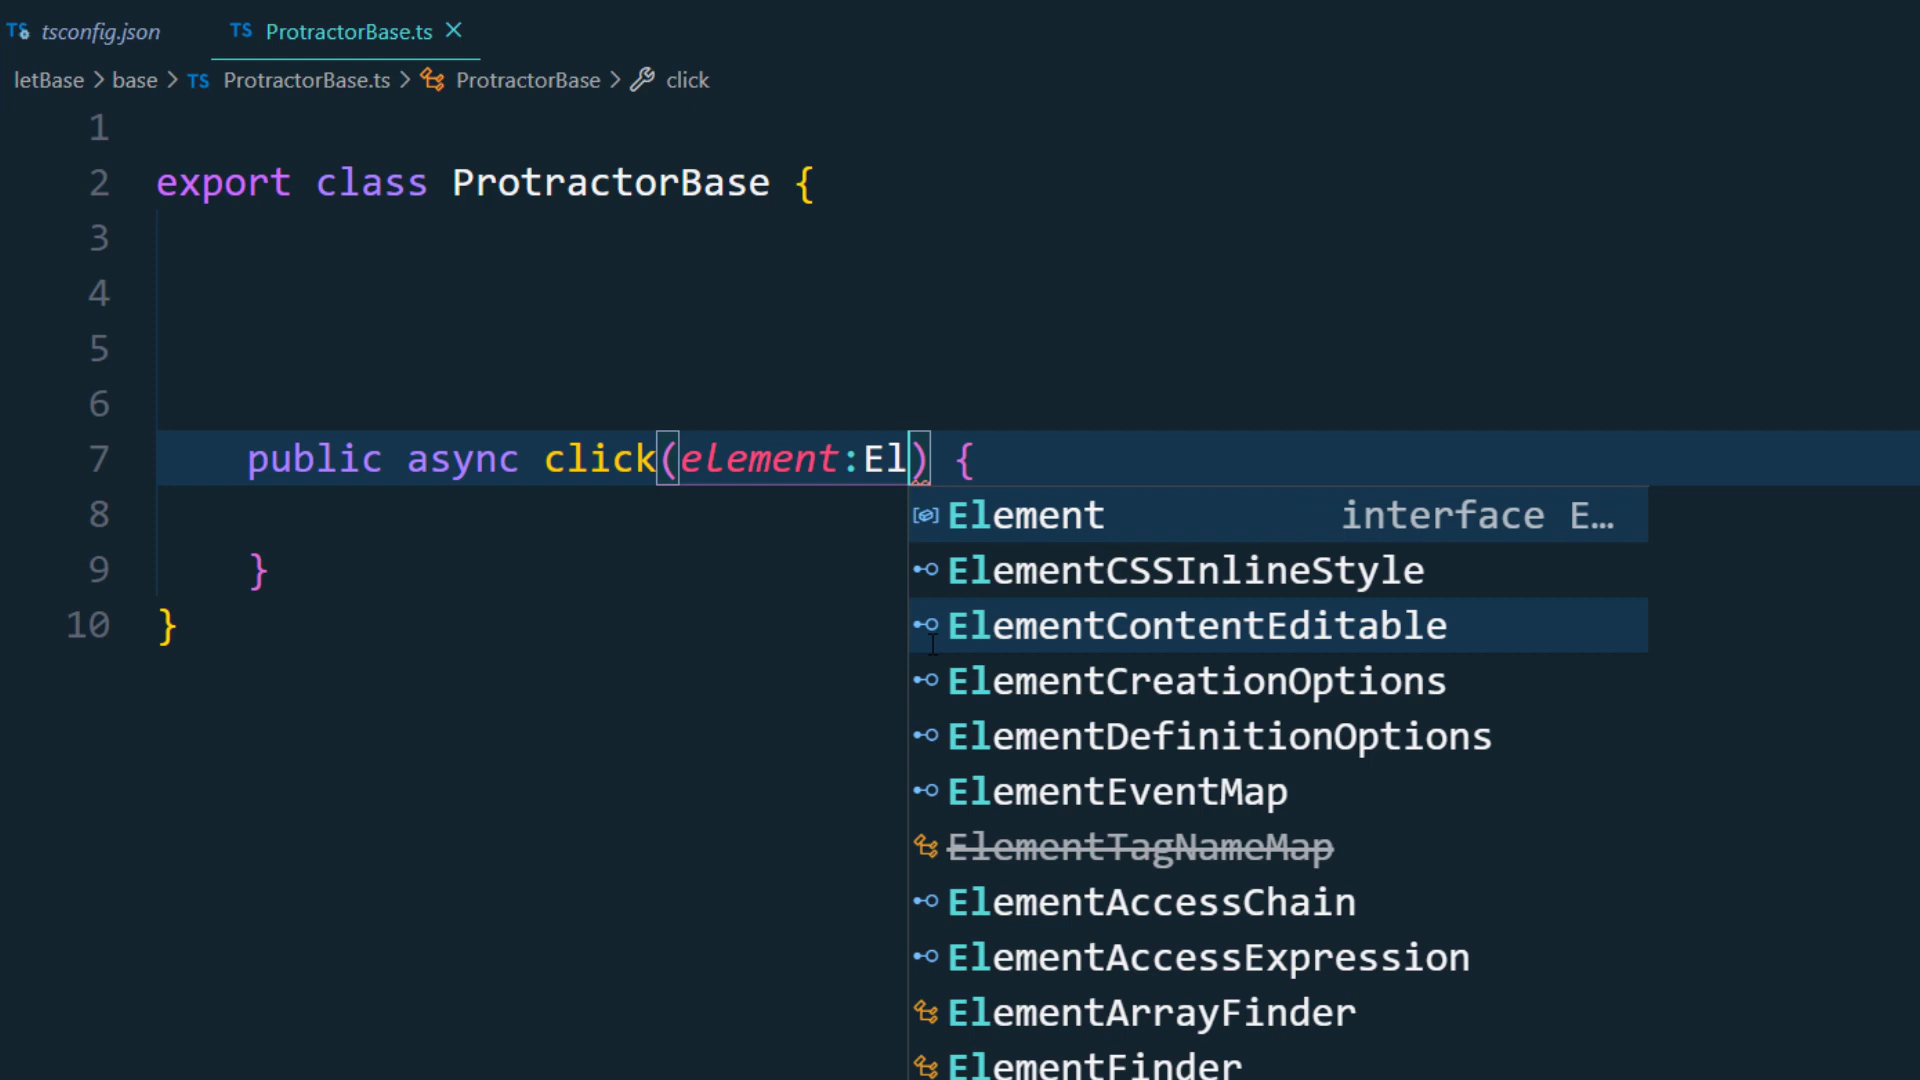 TS tsconfig.json TS ProtractorBase.ts
letBase > base > TS ProtractorBase.ts > ProtractorBase > click
1
2 export class ProtractorBase {
3
4
5
6
7 public async click(element:El) {
Element interface E…
8
ElementCSSInlineStyle
9 }
ElementContentEditable
10 }
ElementCreationOptions
ElementDefinitionOptions
ElementEventMap
ElementTagNameMap
ElementAccessChain
ElementAccessExpression
ElementArrayFinder
ElementFinder